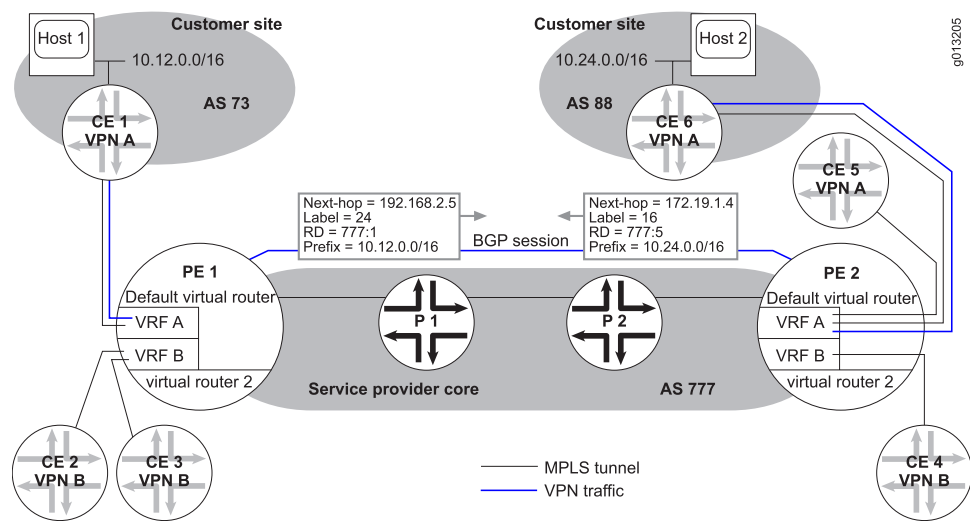 Host 1
Customer site
10.12.0.0/16
AS 73
CE 1
VPN A
Customer site
Host 2
10.24.0.0/16
AS 88
CE 6
VPN A
CE 5
VPN A
g013205
Next-hop = 192.168.2.5
Label = 24
RD = 777:1
Prefix = 10.12.0.0/16
BGP session
Next-hop = 172.19.1.4
Label = 16
RD = 777:5
Prefix = 10.24.0.0/16
PE 1
Default virtual router
VRF A
VRF B
virtual router 2
P 1
P 2
PE 2
Default virtual router
VRF A
VRF B
virtual router 2
Service provider core
AS 777
CE 2
VPN B
CE 3
VPN B
MPLS tunnel
VPN traffic
CE 4
VPN B